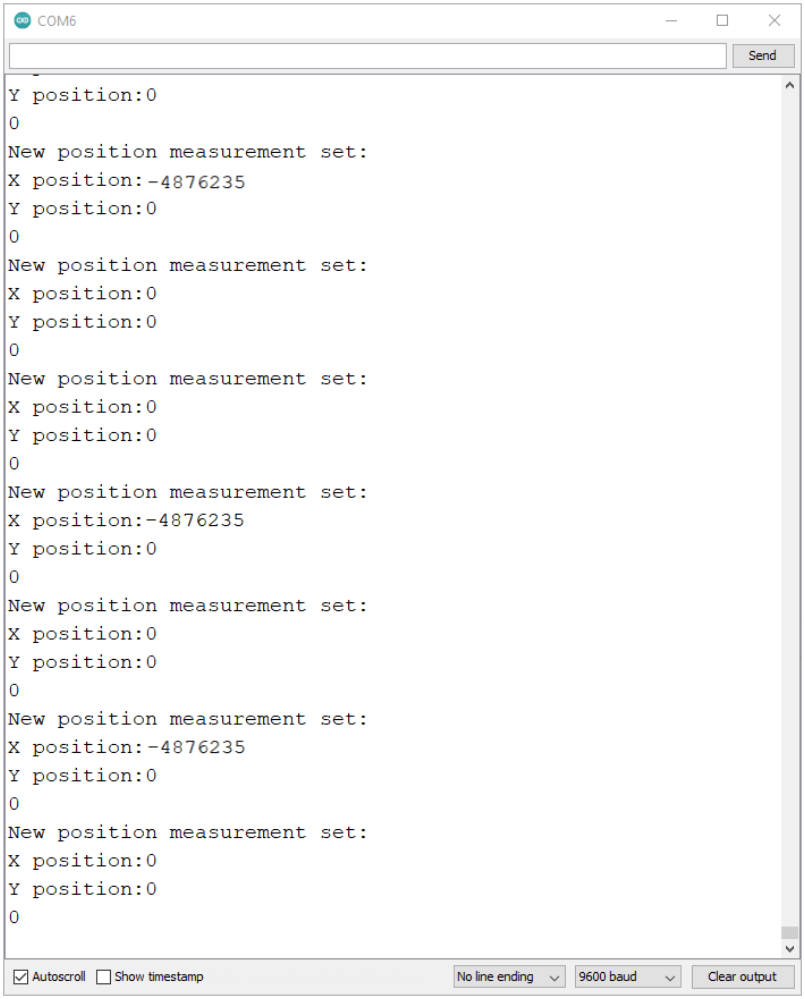 COM6
Send
Y position:0
0
New position measurement set:
X position:-4876235
Y position:0
0
New position measurement set:
X position:0
Y position:0
0
New position measurement set:
X position:0
Y position:0
0
New position measurement set:
X position:-4876235
Y position:0
0
New position measurement set:
X position:0
Y position:0
0
New position measurement set:
X position:-4876235
Y position:0
0
New position measurement set:
X position:0
Y position:0
0
Autoscroll Show timestamp No line ending 9600 baud Clear output